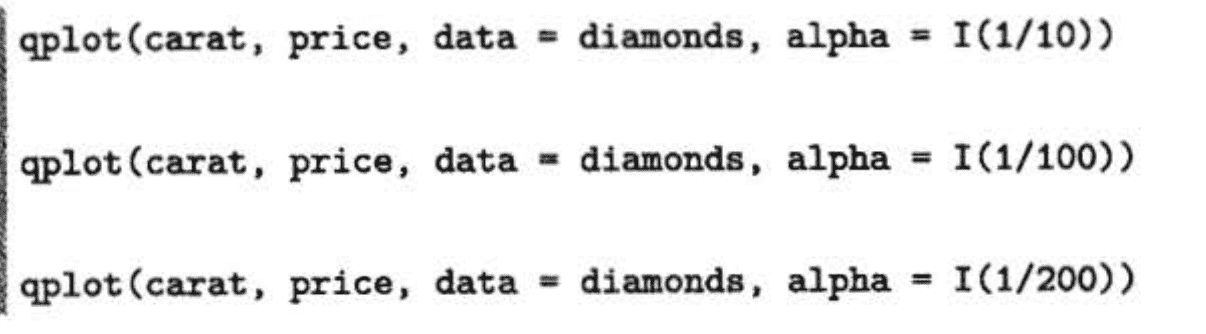 qplot(carat, price, data = diamonds, alpha = I(1/10))
qplot(carat, price, data = diamonds, alpha = I(1/100))
qplot(carat, price, data = diamonds, alpha = I(1/200))